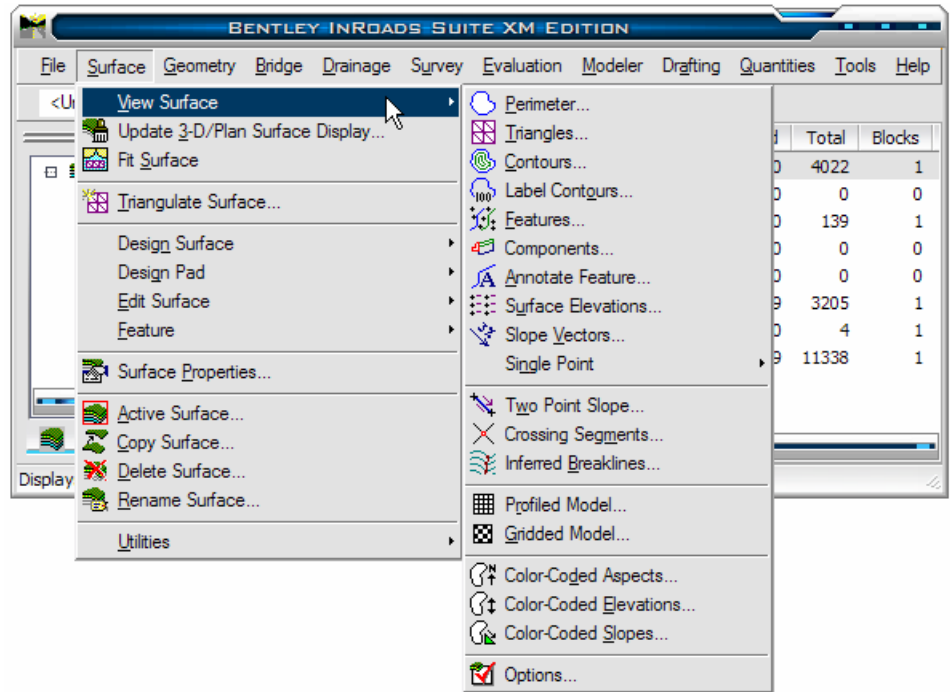 BENTLEY INROADS SUITE XM EDITION
File Surface Geometry Bridge Drainage Survey Evaluation Modeler Drafting Quantities Tools Help
View Surface
Update 3-D/Plan Surface Display...
Fit Surface
Triangulate Surface...
Design Surface
Design Pad
Edit Surface
Feature
Surface Properties...
Active Surface...
Copy Surface...
Delete Surface...
Rename Surface...
Utilities
Perimeter...
Triangles...
Contours...
Label Contours...
Features...
Components...
Annotate Feature...
Surface Elevations...
Slope Vectors...
Single Point
Two Point Slope...
Crossing Segments...
Inferred Breaklines...
Profiled Model...
Gridded Model...
Color-Coded Aspects...
Color-Coded Elevations...
Color-Coded Slopes...
Options...
Total Blocks
4022 1
0 0
139 1
0 0
0 0
3205 1
4 1
11338 1
Display